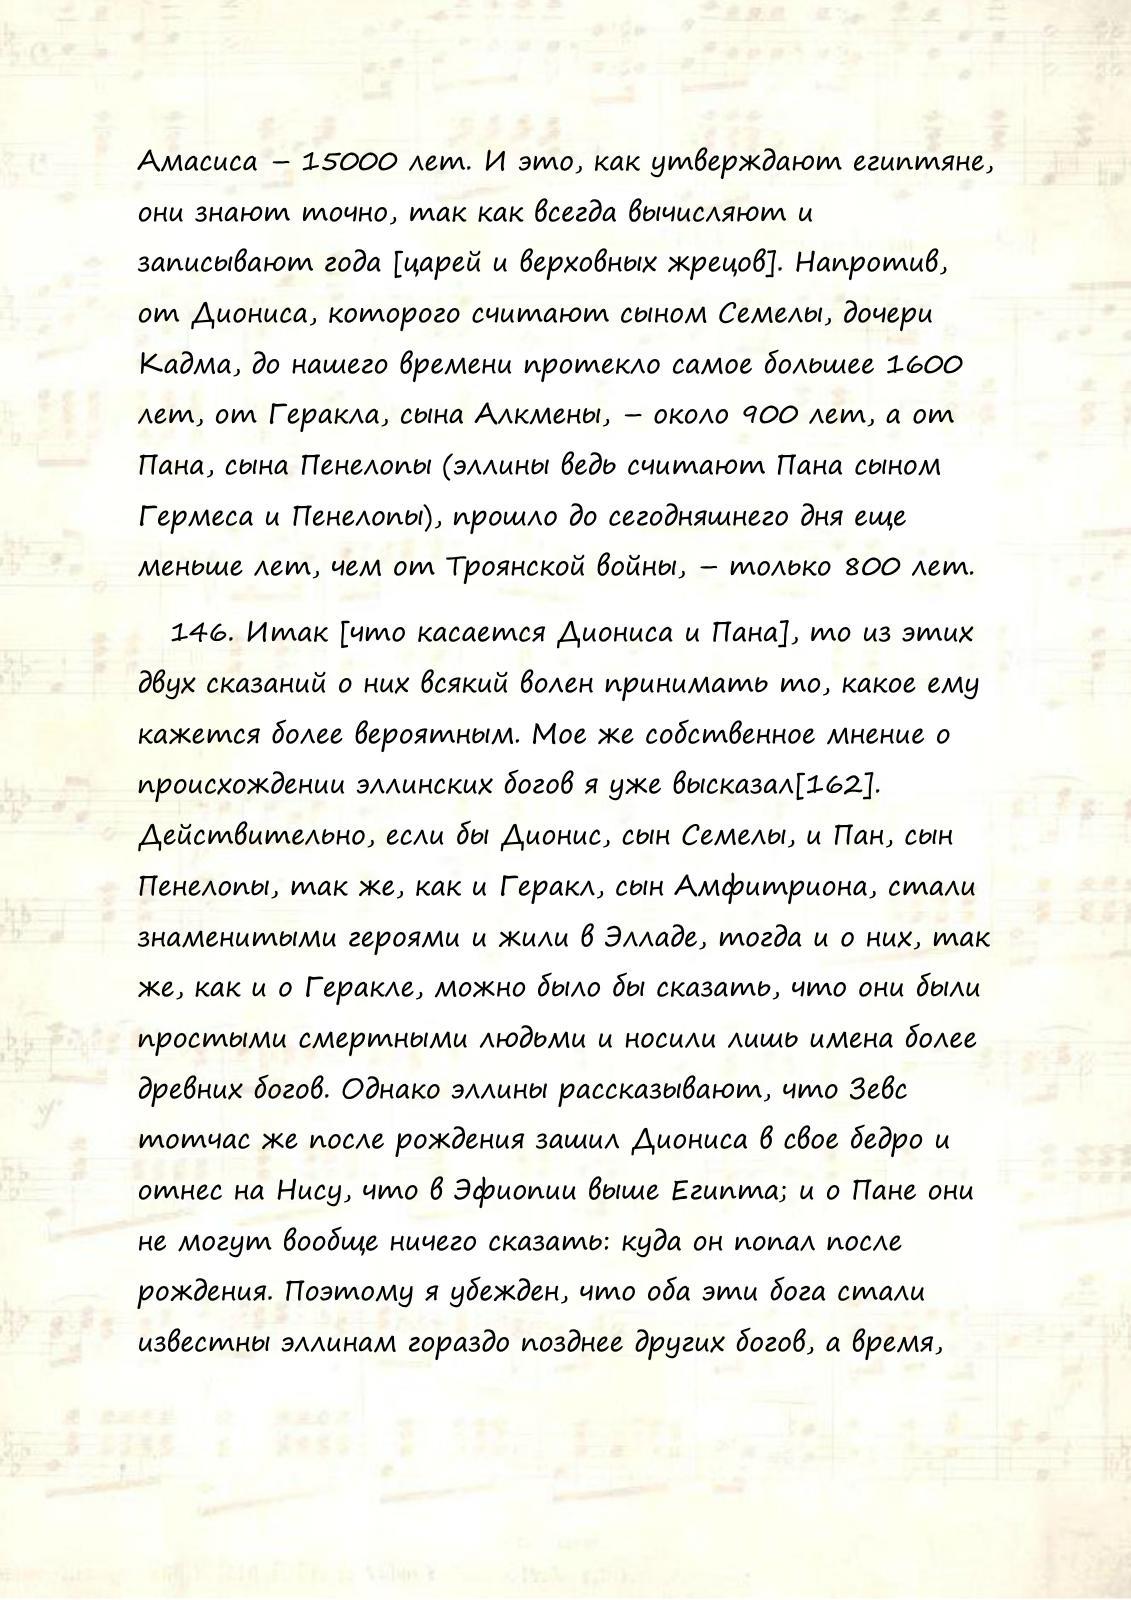 Амасиса – 15000 лет. И это, как утверждают египтяне,
они знают точно, так как всегда вычисляют и
записывают года [царей и верховных жрецов]. Напротив,
от Диониса, которого считают сыном Семелы, дочери
Кадма, до нашего времени протекло самое большее 1600
лет, от Геракла, сына Алкмены, – около 900 лет, а от
Пана, сына Пенелопы (эллины ведь считают Пана сыном
Гермеса и Пенелопы), прошло до сегодняшнего дня еще
меньше лет, чем от Троянской войны, – только 800 лет.
146. Итак [что касается Диониса и Пана], то из этих
двух сказаний о них всякий волен принимать то, какое ему
кажется более вероятным. Мое же собственное мнение о
происхождении эллинских богов я уже высказал[162].
Действительно, если бы Дионис, сын Семелы, и Пан, сын
Пенелопы, так же, как и Геракл, сын Амфитриона, стали
знаменитыми героями и жили в Элладе, тогда и о них, так
же, как и о Геракле, можно было бы сказать, что они были
простыми смертными людьми и носили лишь имена более
древних богов. Однако эллины рассказывают, что Зевс
тотчас же после рождения зашил Диониса в свое бедро и
отнес на Нису, что в Эфиопии выше Египта; и о Пане они
не могут вообще ничего сказать: куда он попал после
рождения. Поэтому я убежден, что оба эти бога стали
известны эллинам гораздо позднее других богов, а время,